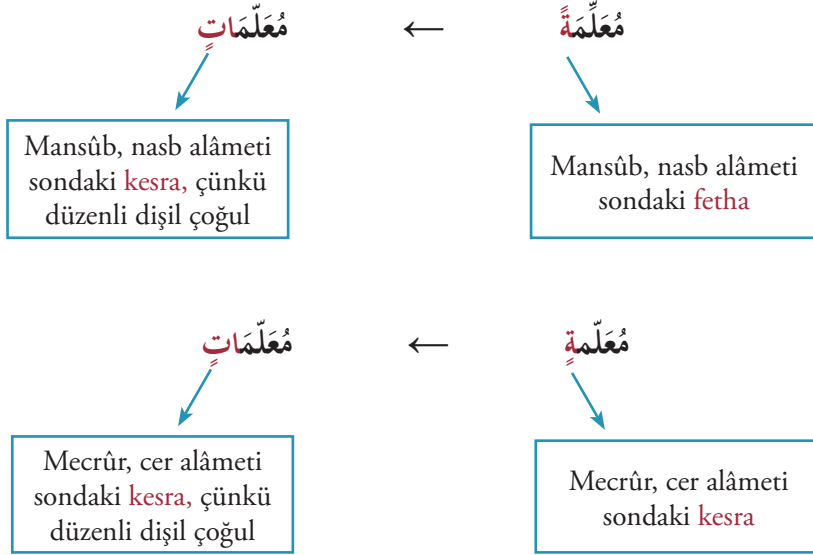 مُعَلِّمَةً ← مُعَلّمَاتٍ
Mansûb, nasb alâmeti
sondaki fetha
Mansûb, nasb alâmeti
sondaki kesra, çünkü
düzenli dişil çoğul
مُعَلّمةٍ ← مُعَلّمَاتٍ
Mecrûr, cer alâmeti
sondaki kesra
Mecrûr, cer alâmeti
sondaki kesra, çünkü
düzenli dişil çoğul